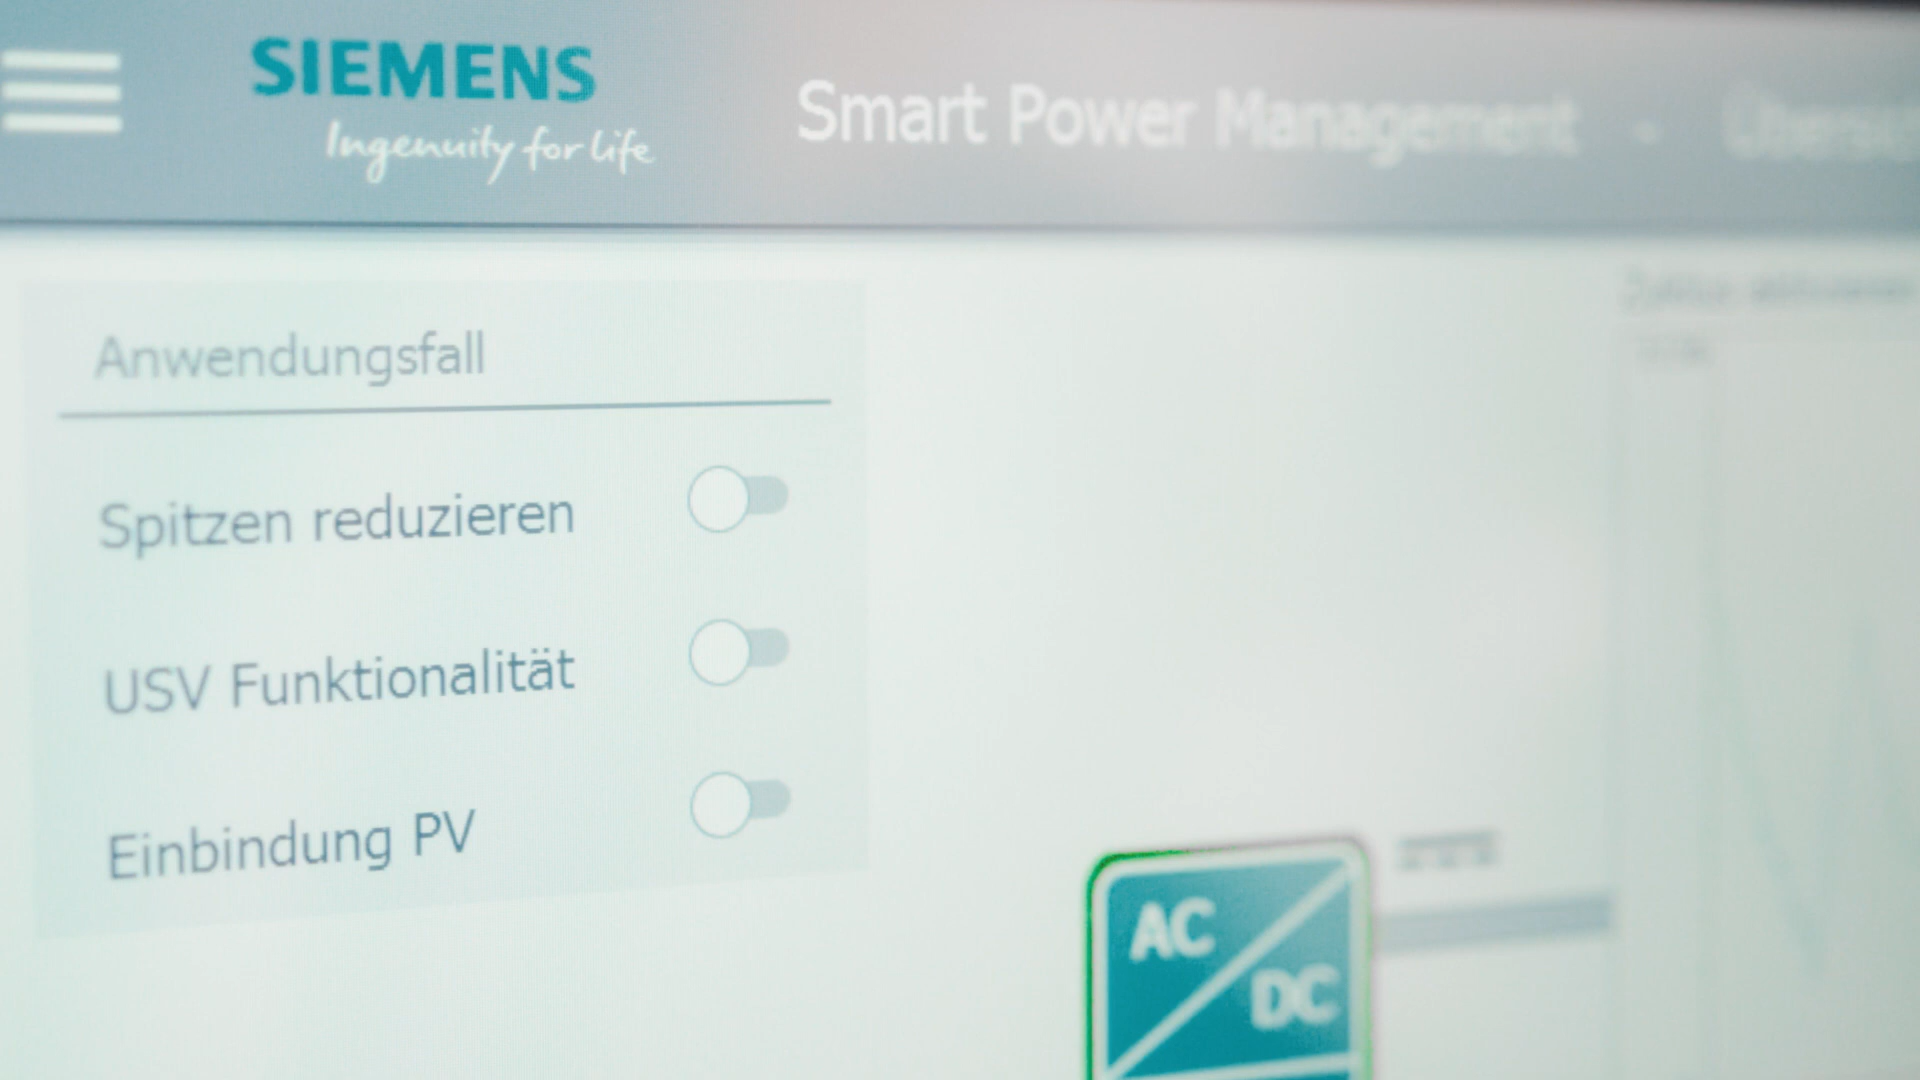 SIEMENS
Ingenuity for life
Smart Power Management -
Anwendungsfall
Spitzen reduzieren
USV Funktionalität
Einbindung PV
AC
DC